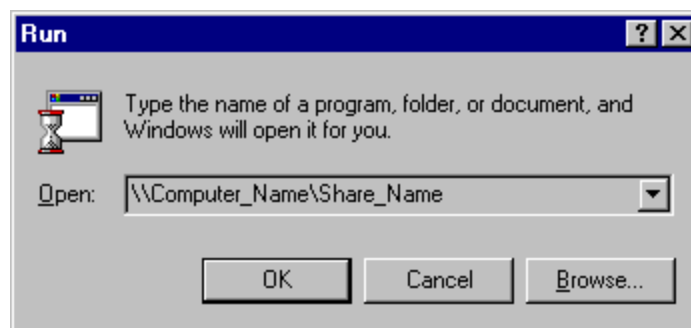 Run
Type the name of a program, folder, or document, and
Windows will open it for you.
Open: \\Computer_Name\Share_Name
OK Cancel Browse...